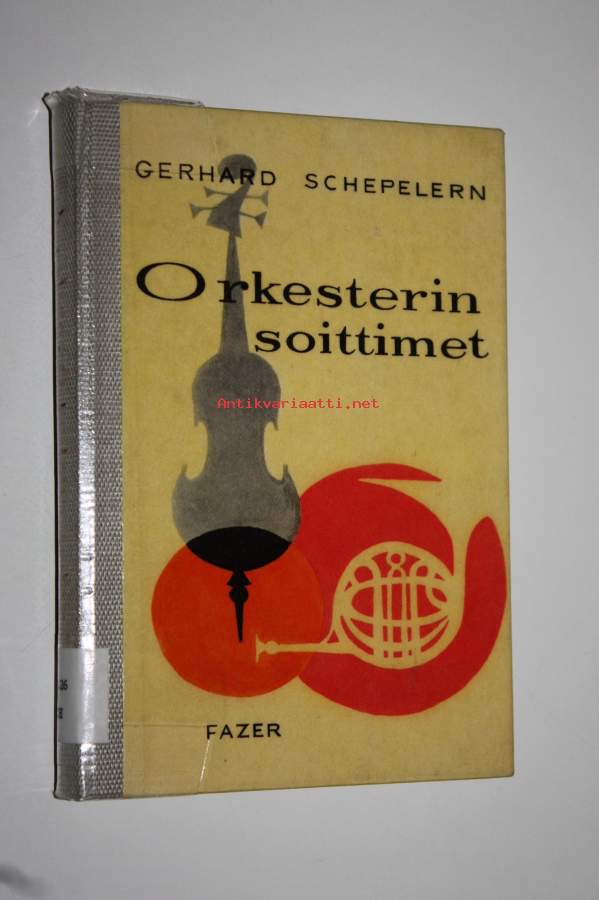 GERHARD SCHEPELERN
Orkesterin
soittimet
Antikvariaatti.net
FAZER